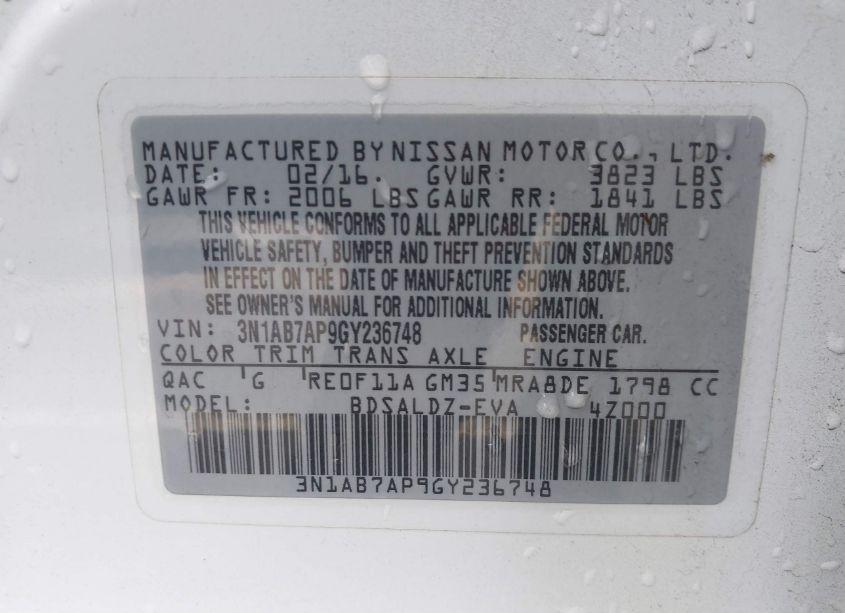 MANUFACTURED BY NISSAN MOTOR CO., LTD.
DATE: 02/16. GVWR: 3823 LBS
GAWR FR: 2006 LBS GAWR RR: 1841 LBS
THIS VEHICLE CONFORMS TO ALL APPLICABLE FEDERAL MOTOR
VEHICLE SAFETY, BUMPER AND THEFT PREVENTION STANDARDS
IN EFFECT ON THE DATE OF MANUFACTURE SHOWN ABOVE.
SEE OWNER'S MANUAL FOR ADDITIONAL INFORMATION.
VIN: 3N1AB7AP9GY236748 PASSENGER CAR.
COLOR TRIM TRANS AXLE ENGINE
QAC G RE0F11A GM35 MRA8DE 1798 CC
MODEL: BDSALDZ-EVA 4Z000
3N1AB7AP9GY236748